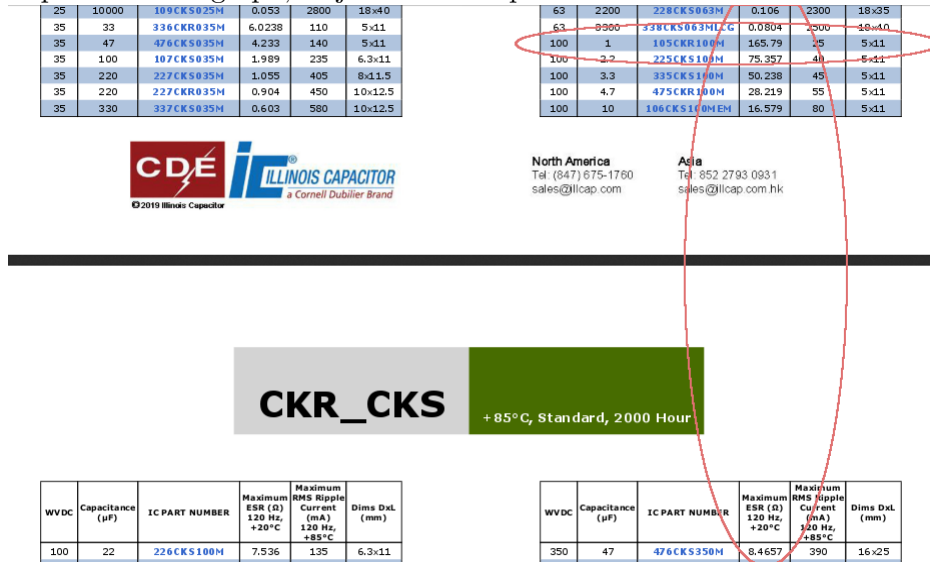 25 10000 109CKS025M 0.053 2800 18x40
35 33 336CKR035M 6.0238 110 5x11
35 47 476CKS035M 4.233 140 5x11
35 100 107CKS035M 1.989 235 6.3x11
35 220 227CKS035M 1.055 405 8x11.5
35 220 227CKR035M 0.904 450 10x12.5
35 330 337CKS035M 0.603 580 10x12.5
63 2200 228CKS063M 0.106 2300 18x35
63 3300 338CKS063MLCG 0.0804 2500 18x40
100 1 105CKR100M 165.79 25 5x11
100 2.2 225CKS100M 75.357 40 5x11
100 3.3 335CKS100M 50.238 45 5x11
100 4.7 475CKR100M 28.219 55 5x11
100 10 106CKS100MEM 16.579 80 5x11
CDE
iC ILLINOIS CAPACITOR
®
a Cornell Dubilier Brand
©2019 Illinois Capacitor
North America
Tel: (847) 675-1760
sales@illcap.com
Asia
Tel: 852 2793 0931
sales@illcap.com.hk
CKR_CKS
+85°C, Standard, 2000 Hour
WVDC
Capacitance
(µF)
IC PART NUMBER
Maximum
ESR (Ω)
120 Hz,
+20°C
Maximum
RMS Ripple
Current
(mA)
120 Hz,
+85°C
Dims DxL
(mm)
100 22 226CKS100M 7.536 135 6.3x11
WVDC
Capacitance
(µF)
IC PART NUMBER
Maximum
ESR (Ω)
120 Hz,
+20°C
Maximum
RMS Ripple
Current
(mA)
120 Hz,
+85°C
Dims DxL
(mm)
350 47 476CKS350M 8.4657 390 16x25